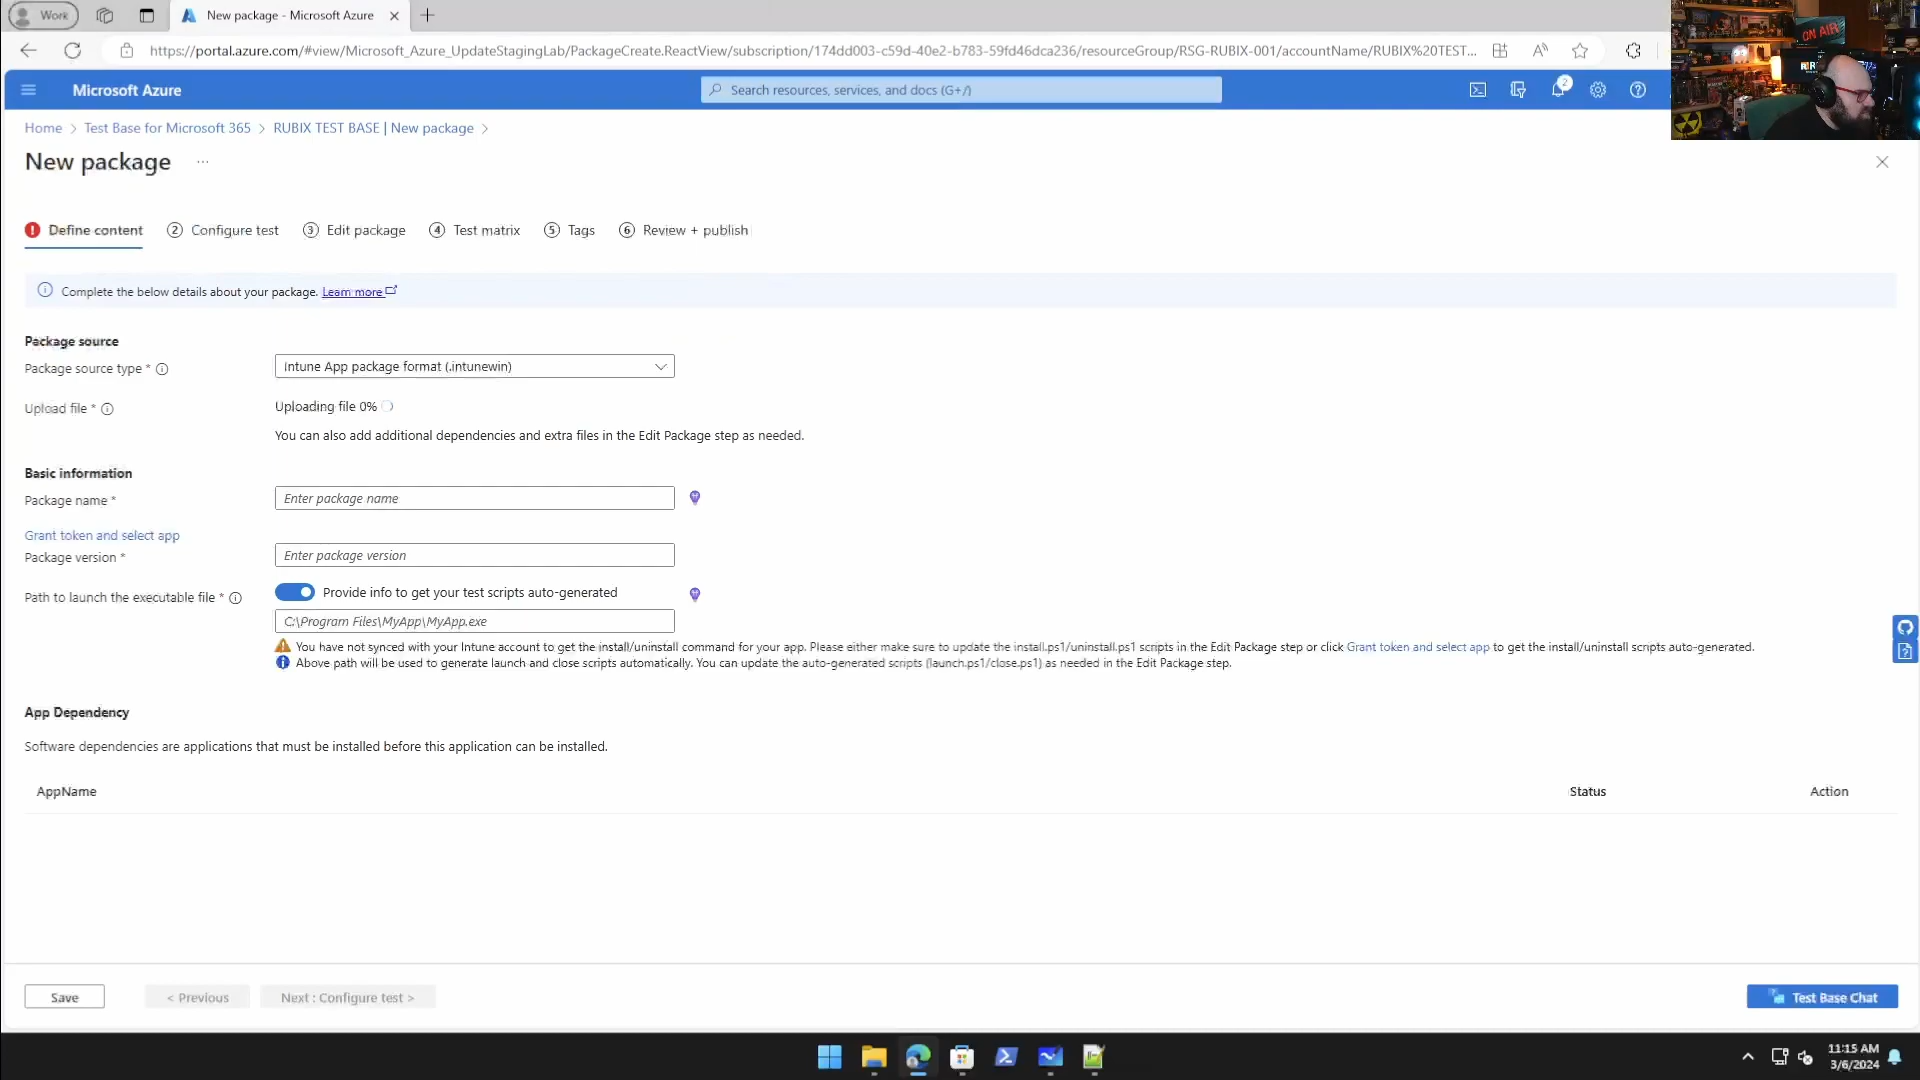 Work
New package - Microsoft Azure
https://portal.azure.com/#view/Microsoft_Azure_UpdateStagingLab/PackageCreate.ReactView/subscription/174dd003-c59d-40e2-b783-59fd46dca236/resourceGroup/RSG-RUBIX-001/accountName/RUBIX%20TEST...
ON AIR
Microsoft Azure
Search resources, services, and docs (G+/)
2
Home > Test Base for Microsoft 365 > RUBIX TEST BASE | New package >
New package ...
Define content
2 Configure test
3 Edit package
4 Test matrix
5 Tags
6 Review + publish
Complete the below details about your package. Learn more
Package source
Package source type *
Intune App package format (.intunewin)
Upload file *
Uploading file 0%
You can also add additional dependencies and extra files in the Edit Package step as needed.
Basic information
Package name *
Enter package name
Grant token and select app
Package version *
Enter package version
Path to launch the executable file *
Provide info to get your test scripts auto-generated
C:\Program Files\MyApp\MyApp.exe
You have not synced with your Intune account to get the install/uninstall command for your app. Please either make sure to update the install.ps1/uninstall.ps1 scripts in the Edit Package step or click Grant token and select app to get the install/uninstall scripts auto-generated.
Above path will be used to generate launch and close scripts automatically. You can update the auto-generated scripts (launch.ps1/close.ps1) as needed in the Edit Package step.
App Dependency
Software dependencies are applications that must be installed before this application can be installed.
AppName
Status
Action
Save
< Previous
Next : Configure test >
Test Base Chat
11:15 AM
3/6/2024